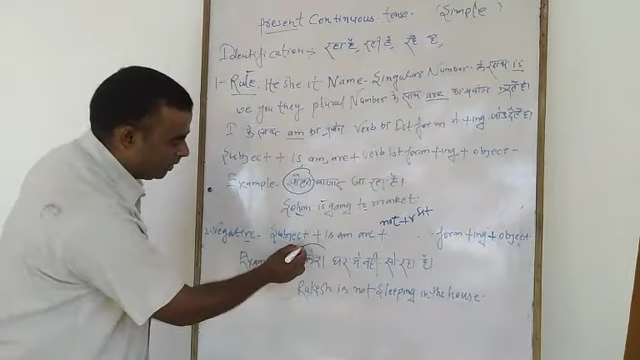 present Continuous tense. (Simple)
Identification:- रहा है, रही है, रहे हैं,
1- Rule. He she it Name - Singular Number - के साथ is
we you they plural Number के साथ are का प्रयोग करते हैं।
I के साथ am का प्रयोग verb की Ist form में +ing जोड़ देते हैं।
Subject + is am are + verb Ist form +ing + object -
Example - सोहन बाजार जा रहा है।
Sohan is going to market.
not + v Ist
2. Negative - Subject + is am are + form +ing + object
घर में नहीं सो रहा है।
Rakesh is not sleeping in the house.